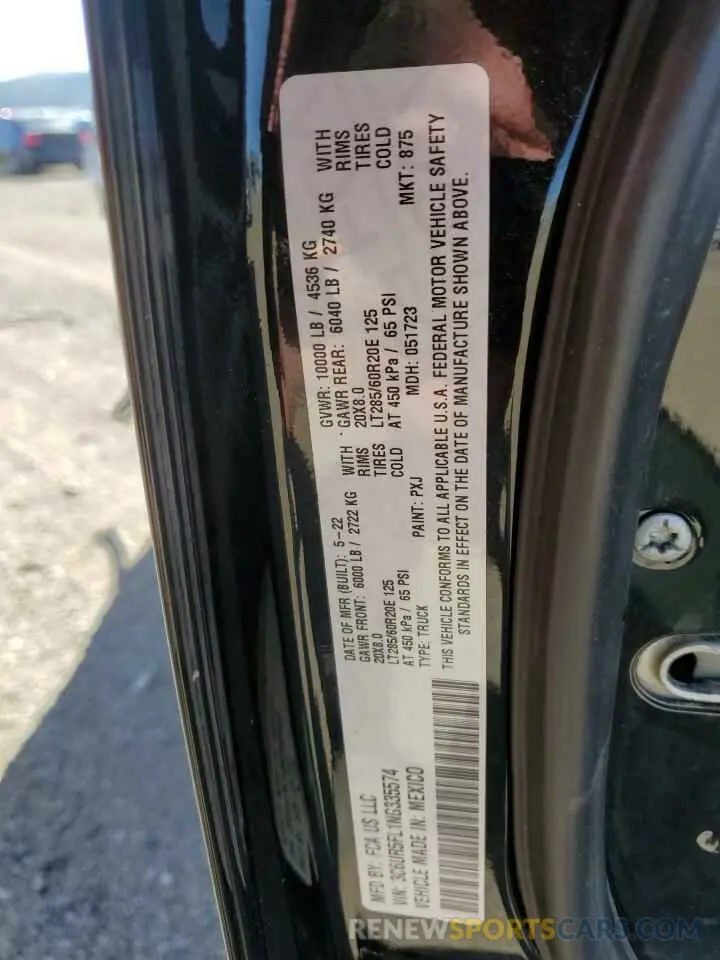 MFD BY: FCA US LLC
DATE OF MFR (BUILT): 5-22
GVWR: 10000 LB / 4536 KG
GAWR FRONT: 6000 LB / 2722 KG WITH
20X8.0 RIMS
LT285/60R20E 125 TIRES
AT 450 kPa / 65 PSI COLD
GAWR REAR: 6040 LB / 2740 KG WITH
20X8.0 RIMS
LT285/60R20E 125 TIRES
AT 450 kPa / 65 PSI COLD
VIN: 3C6UR5FL1NG335574
TYPE: TRUCK
PAINT: PXJ
MDH: 051723
MKT: 875
VEHICLE MADE IN: MEXICO
THIS VEHICLE CONFORMS TO ALL APPLICABLE U.S.A. FEDERAL MOTOR VEHICLE SAFETY
STANDARDS IN EFFECT ON THE DATE OF MANUFACTURE SHOWN ABOVE.
RENEWSPORTSCARS.COM